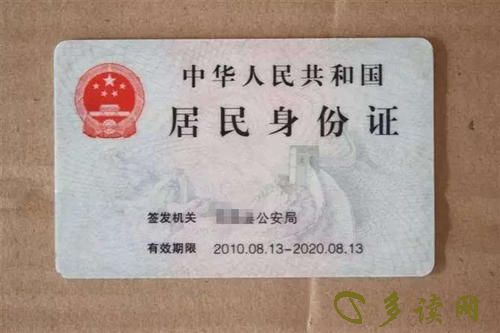 中华人民共和国
居民身份证
签发机关 县公安局
有效期限 2010.08.13-2020.08.13
多读网